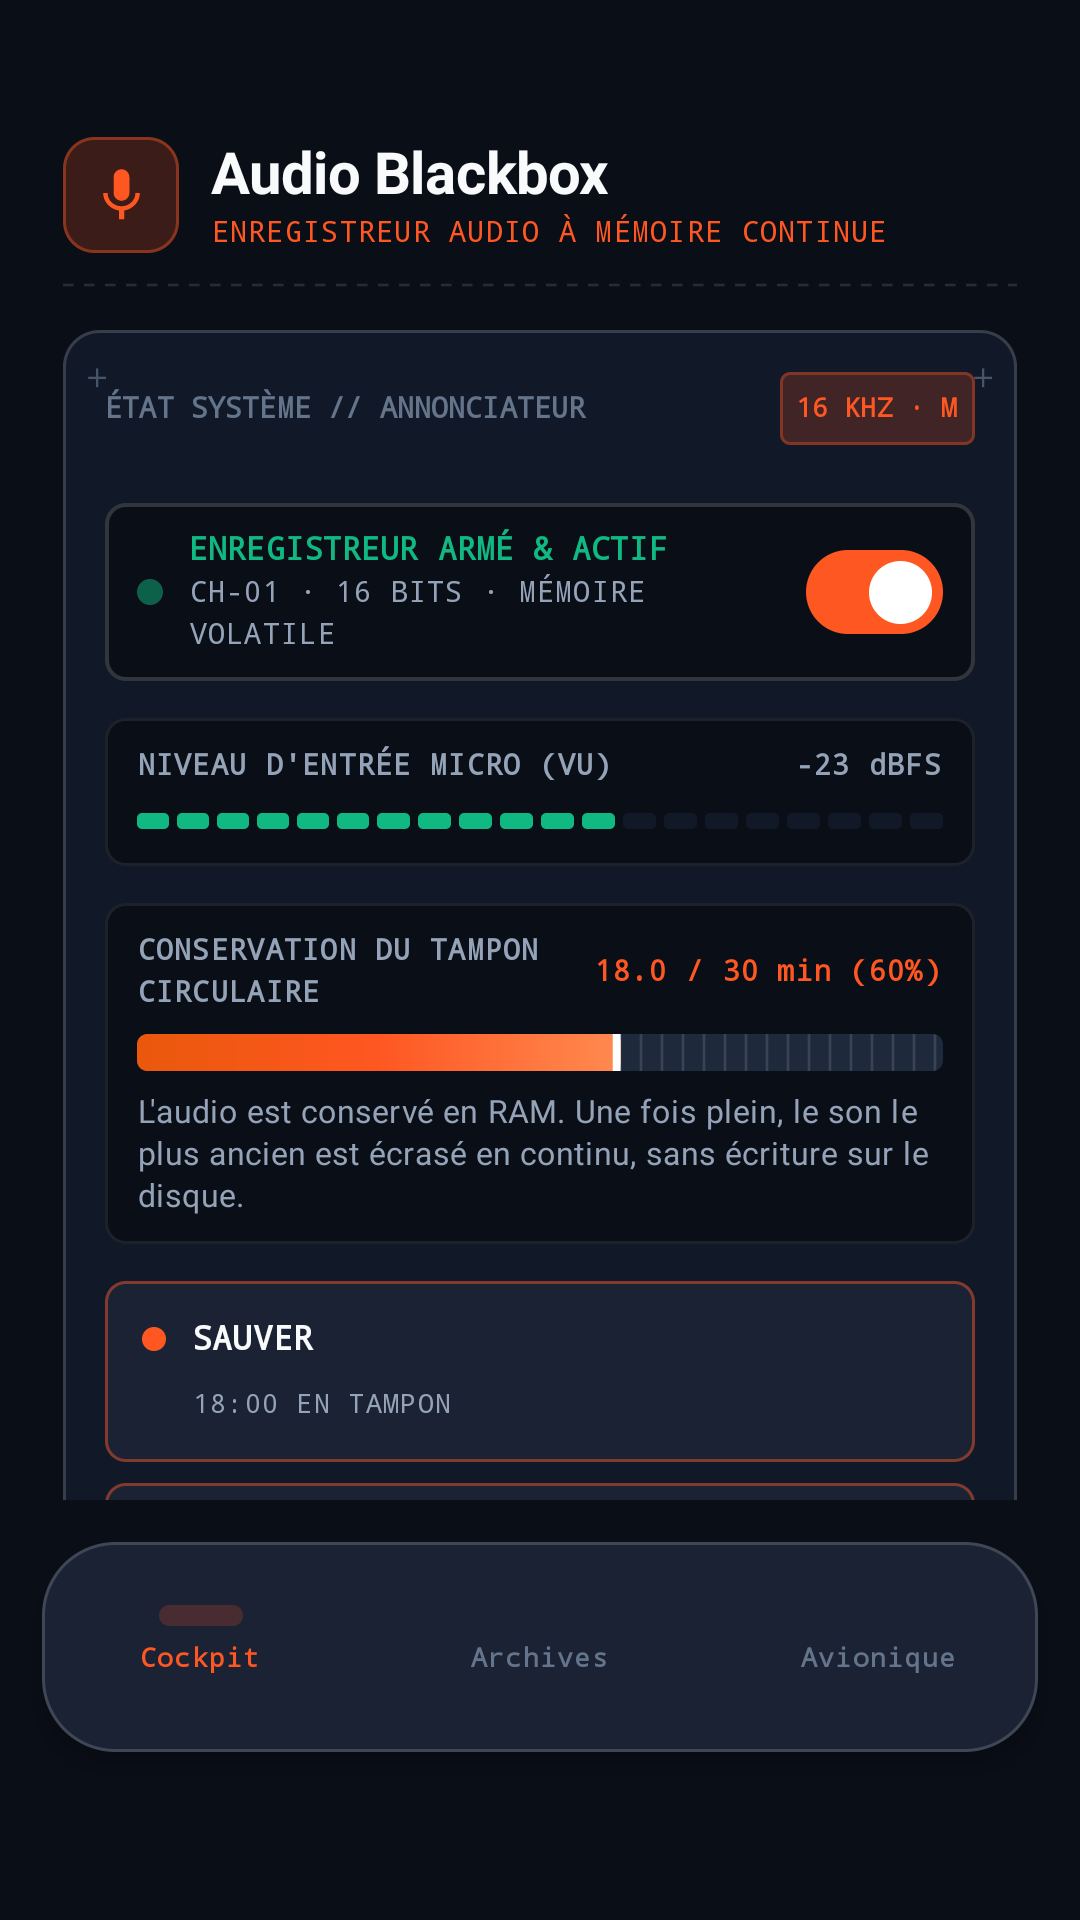 Audio Blackbox
ENREGISTREUR AUDIO À MÉMOIRE CONTINUE
ÉTAT SYSTÈME // ANNONCIATEUR
16 KHZ · M
ENREGISTREUR ARMÉ & ACTIF
CH-01 · 16 BITS · MÉMOIRE
VOLATILE
NIVEAU D'ENTRÉE MICRO (VU)
-23 dBFS
CONSERVATION DU TAMPON
CIRCULAIRE
18.0 / 30 min (60%)
L'audio est conservé en RAM. Une fois plein, le son le
plus ancien est écrasé en continu, sans écriture sur le
disque.
SAUVER
18:00 EN TAMPON
Cockpit
Archives
Avionique